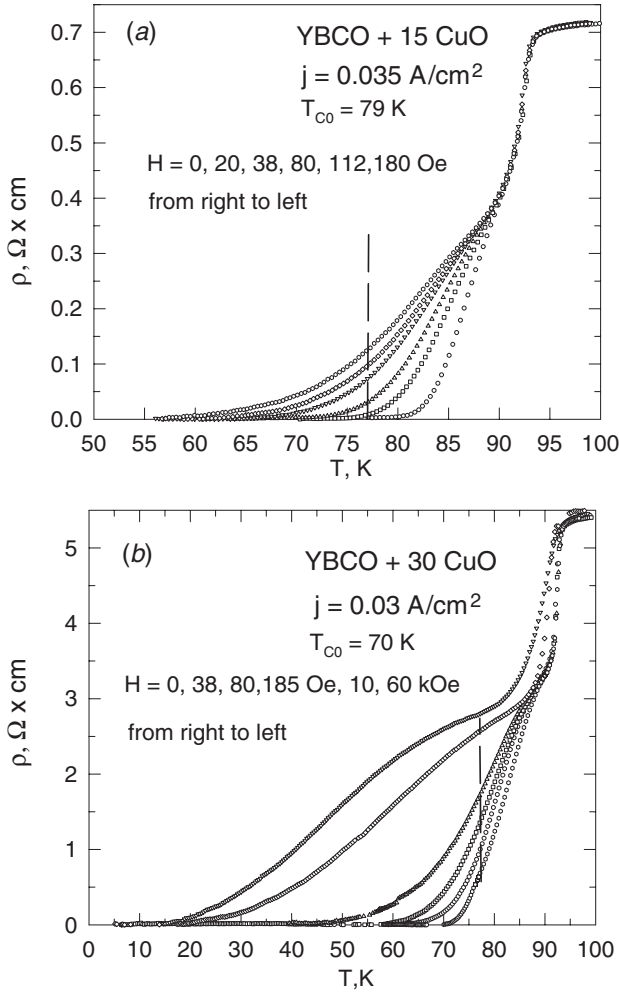 (a)
YBCO + 15 CuO
j = 0.035 A/cm²
T_C0 = 79 K
H = 0, 20, 38, 80, 112,180 Oe
from right to left
ρ, Ω x cm
0.7
0.6
0.5
0.4
0.3
0.2
0.1
0.0
50 55 60 65 70 75 80 85 90 95 100
T, K
(b)
YBCO + 30 CuO
j = 0.03 A/cm²
T_C0 = 70 K
H = 0, 38, 80,185 Oe, 10, 60 kOe
from right to left
ρ, Ω x cm
5
4
3
2
1
0
0 10 20 30 40 50 60 70 80 90 100
T,K